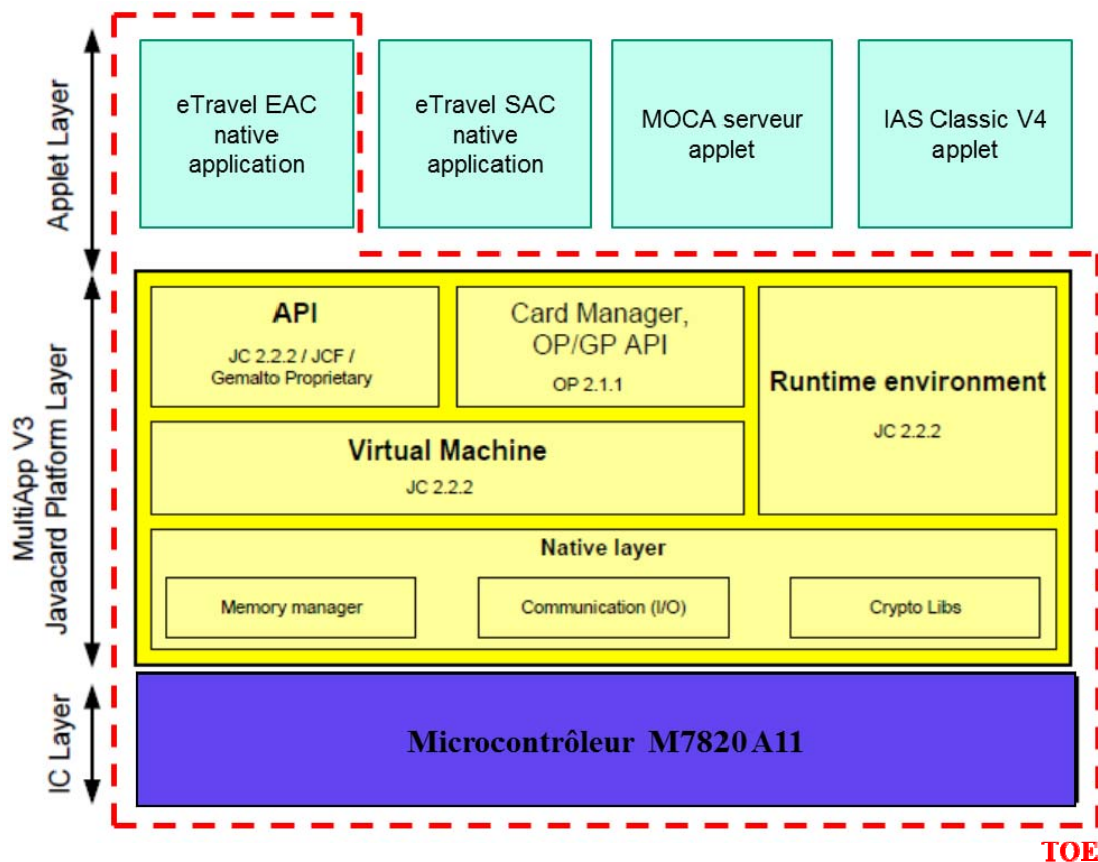 Applet Layer
eTravel EAC
native
application
eTravel SAC
native
application
MOCA serveur
applet
IAS Classic V4
applet
MultiApp V3
Javacard Platform Layer
API
JC 2.2.2 / JCF /
Gemalto Proprietary
Card Manager,
OP/GP API
OP 2.1.1
Runtime environment
JC 2.2.2
Virtual Machine
JC 2.2.2
Native layer
Memory manager
Communication (I/O)
Crypto Libs
IC Layer
Microcontrôleur M7820 A11
TOE